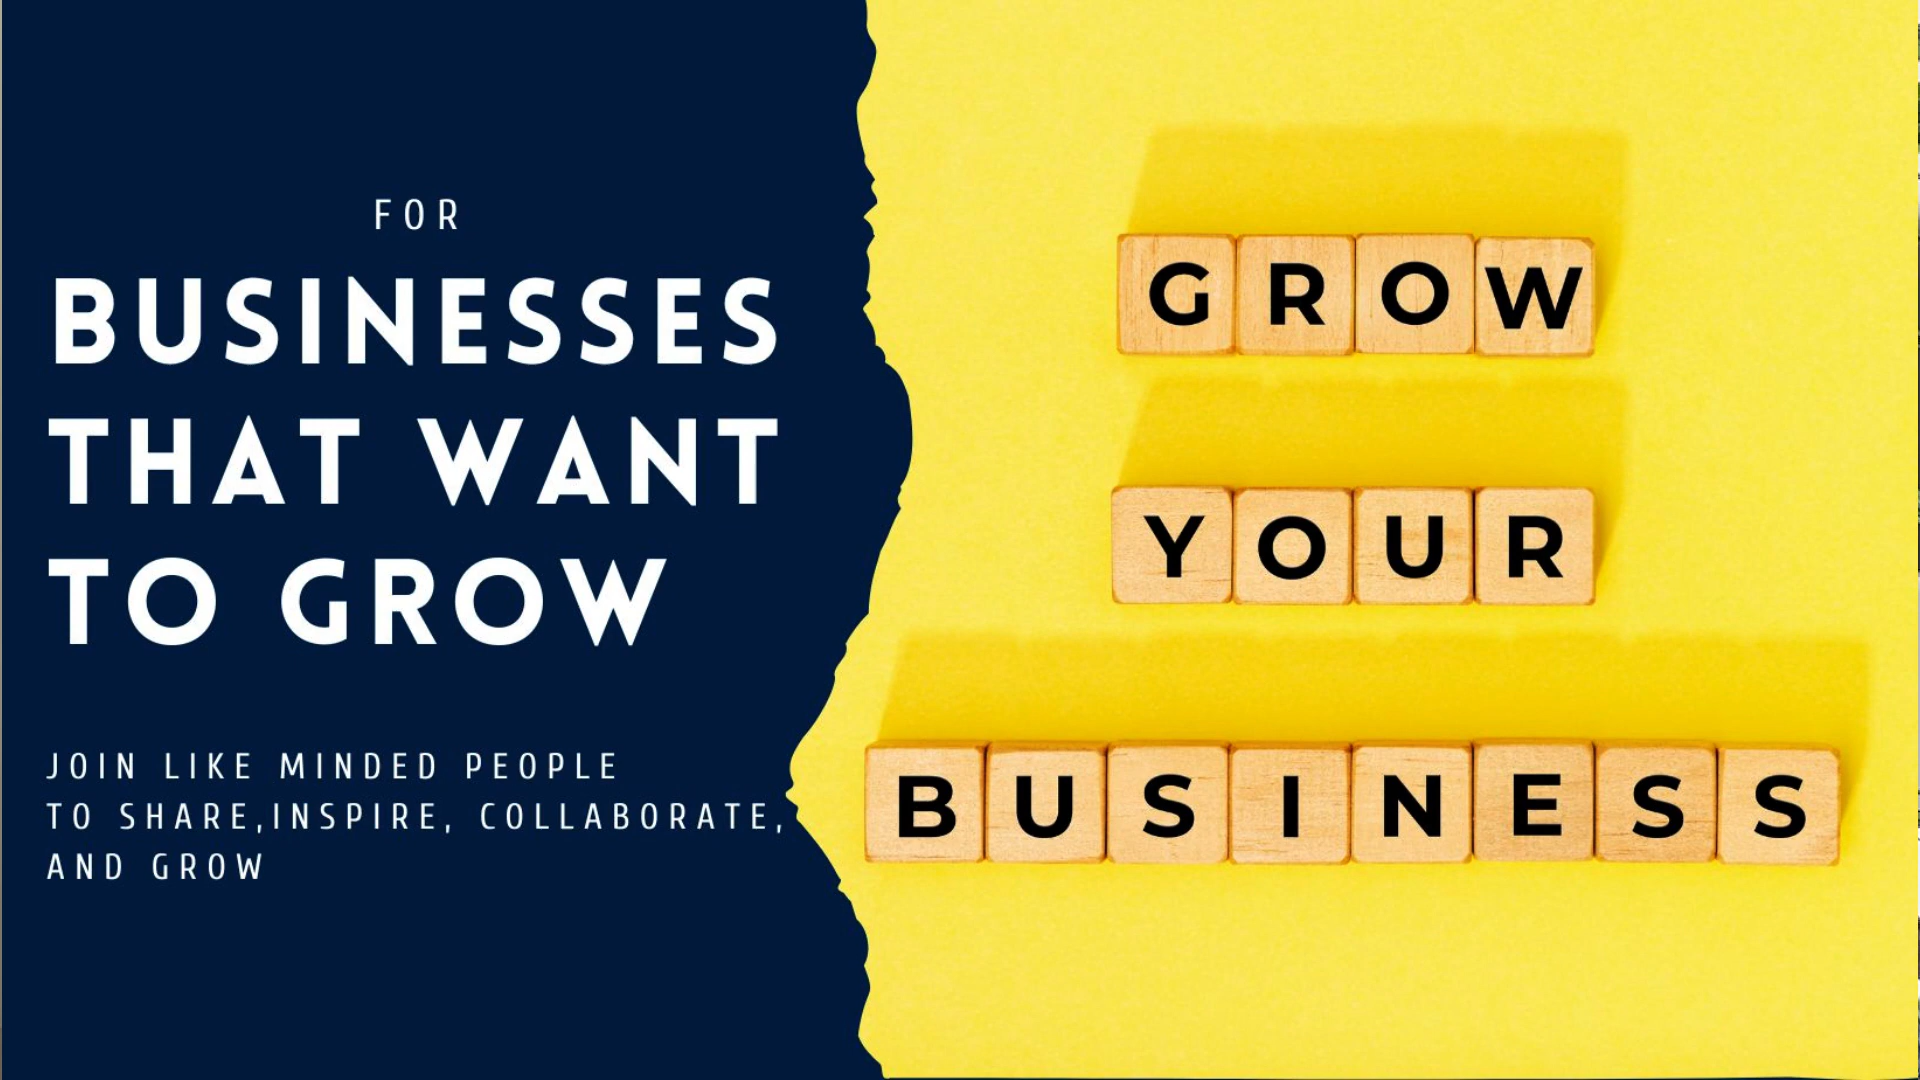 FOR
BUSINESSES
THAT WANT
TO GROW
JOIN LIKE MINDED PEOPLE
TO SHARE,INSPIRE, COLLABORATE,
AND GROW
GROW
YOUR
BUSINESS